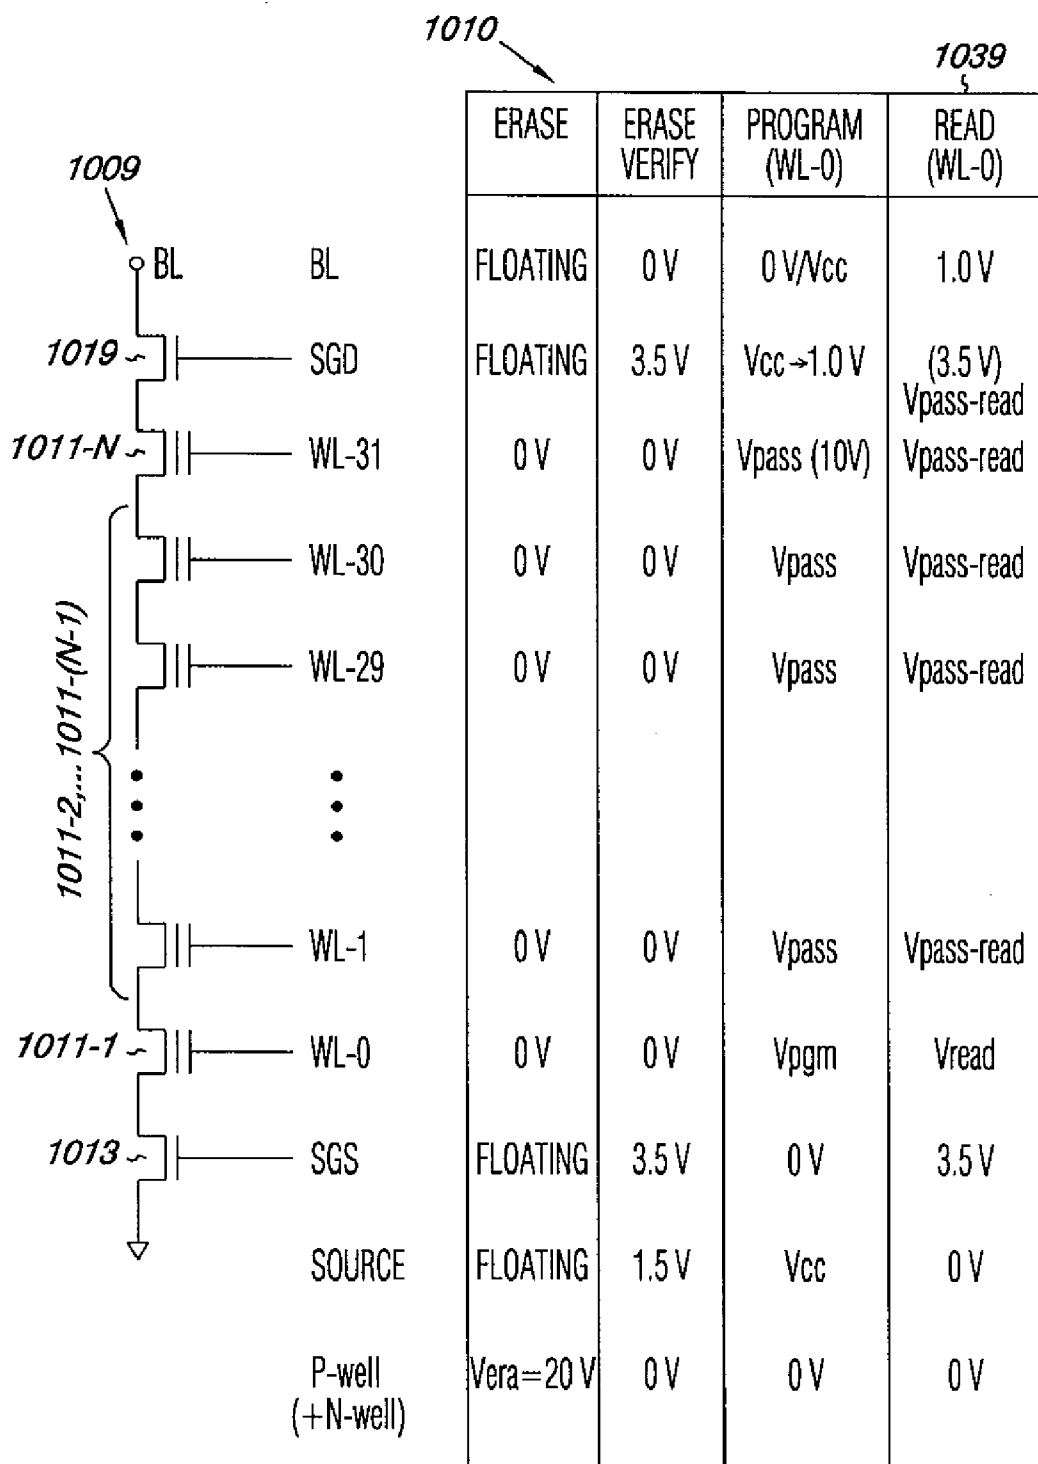 1010
1039
ERASE ERASE VERIFY PROGRAM (WL-0) READ (WL-0)
1009
BL BL FLOATING 0 V 0 V/Vcc 1.0 V
1019 SGD FLOATING 3.5 V Vcc→1.0 V (3.5 V) Vpass-read
1011-N WL-31 0 V 0 V Vpass (10V) Vpass-read
WL-30 0 V 0 V Vpass Vpass-read
1011-2,... 1011-(N-1)
WL-29 0 V 0 V Vpass Vpass-read
WL-1 0 V 0 V Vpass Vpass-read
1011-1 WL-0 0 V 0 V Vpgm Vread
1013 SGS FLOATING 3.5 V 0 V 3.5 V
SOURCE FLOATING 1.5 V Vcc 0 V
P-well (+N-well) Vera=20 V 0 V 0 V 0 V